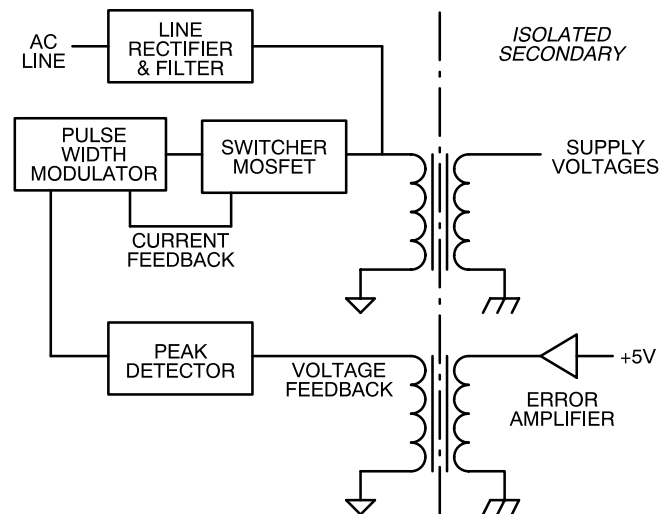 AC
LINE
LINE
RECTIFIER
& FILTER
ISOLATED
SECONDARY
PULSE
WIDTH
MODULATOR
SWITCHER
MOSFET
SUPPLY
VOLTAGES
CURRENT
FEEDBACK
PEAK
DETECTOR
VOLTAGE
FEEDBACK
+5V
ERROR
AMPLIFIER